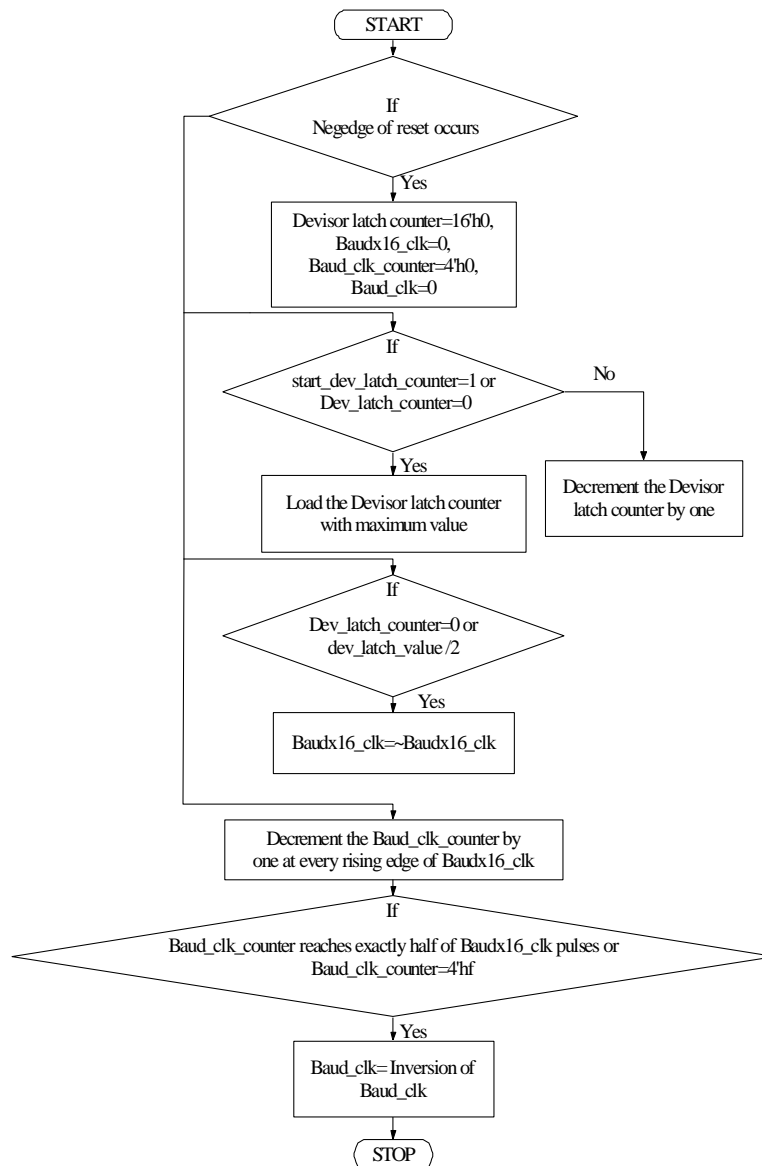 START
If
Negedge of reset occurs
Yes
Devisor latch counter=16'h0,
Baudx16_clk=0,
Baud_clk_counter=4'h0,
Baud_clk=0
If
start_dev_latch_counter=1 or
Dev_latch_counter=0
No
Yes
Load the Devisor latch counter
with maximum value
Decrement the Devisor
latch counter by one
If
Dev_latch_counter=0 or
dev_latch_value /2
Yes
Baudx16_clk=~Baudx16_clk
Decrement the Baud_clk_counter by
one at every rising edge of Baudx16_clk
If
Baud_clk_counter reaches exactly half of Baudx16_clk pulses or
Baud_clk_counter=4'hf
Yes
Baud_clk= Inversion of
Baud_clk
STOP